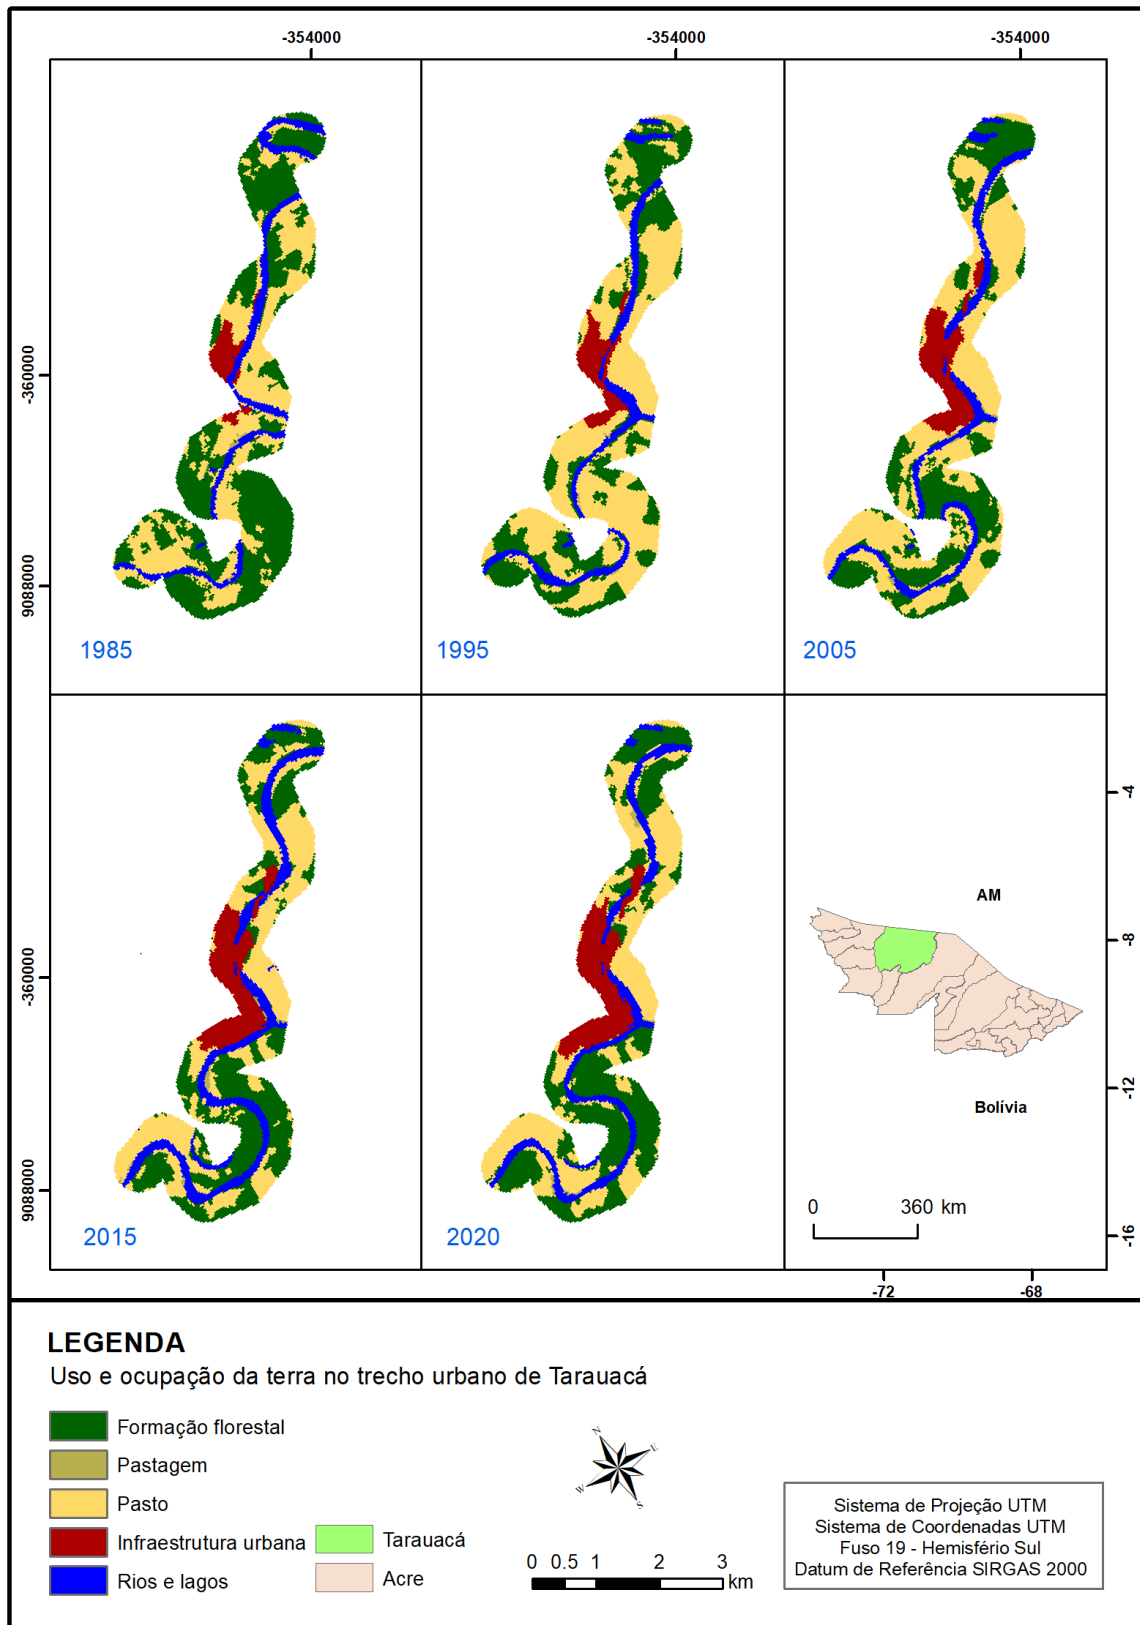 -354000
-354000
-354000
-360000
9088000
1985
1995
2005
-360000
9088000
2015
2020
AM
Bolívia
0 360 km
-4
-8
-12
-16
-72
-68
LEGENDA
Uso e ocupação da terra no trecho urbano de Tarauacá
Formação florestal
Pastagem
Pasto
Infraestrutura urbana
Rios e lagos
Tarauacá
Acre
N
E
W
S
0 0.5 1 2 3
km
Sistema de Projeção UTM
Sistema de Coordenadas UTM
Fuso 19 - Hemisfério Sul
Datum de Referência SIRGAS 2000